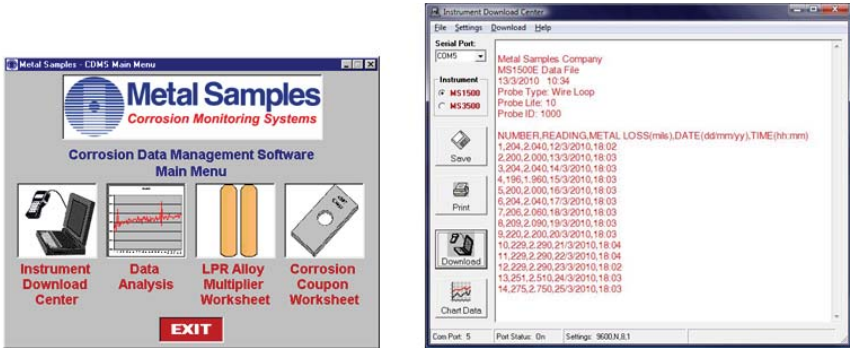 Metal Samples - CDMS Main Menu
Metal Samples
Corrosion Monitoring Systems
Corrosion Data Management Software
Main Menu
Instrument Download Center
Data Analysis
LPR Alloy Multiplier Worksheet
Corrosion Coupon Worksheet
EXIT
Instrument Download Center
File Settings Download Help
Serial Port:
COM5
Instrument
MS1500
MS3500
Save
Print
Download
Chart Data
Metal Samples Company
MS1500E Data File
13/3/2010 10:34
Probe Type: Wire Loop
Probe Life: 10
Probe ID: 1000
NUMBER,READING,METAL LOSS(mils),DATE(dd/mm/yy),TIME(hh:mm)
1,204,2.040,12/3/2010,18:02
2,200,2.000,13/3/2010,18:03
3,204,2.040,14/3/2010,18:03
4,196,1.960,15/3/2010,18:03
5,200,2.000,16/3/2010,18:03
6,204,2.040,17/3/2010,18:03
7,206,2.060,18/3/2010,18:03
8,209,2.090,19/3/2010,18:03
9,220,2.200,20/3/2010,18:03
10,229,2.290,21/3/2010,18:04
11,229,2.290,22/3/2010,18:04
12,229,2.290,23/3/2010,18:02
13,251,2.510,24/3/2010,18:03
14,275,2.750,25/3/2010,18:03
Com Port: 5 Port Status: On Settings: 9600,N,8,1